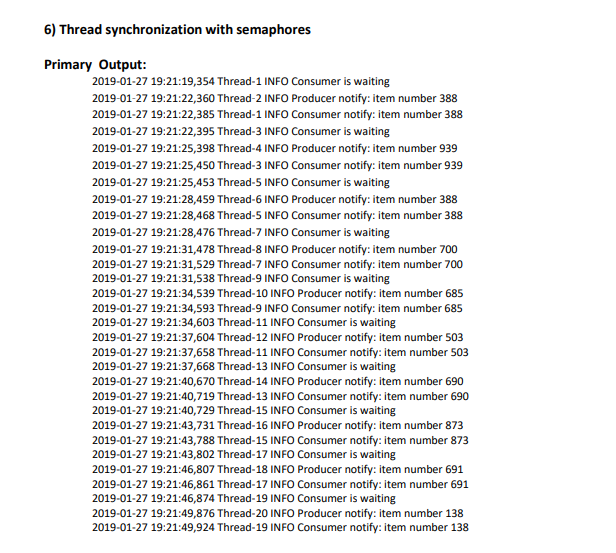 6) Thread synchronization with semaphores
Primary Output:
2019-01-27 19:21:19,354 Thread-1 INFO Consumer is waiting
2019-01-27 19:21:22,360 Thread-2 INFO Producer notify: item number 388
2019-01-27 19:21:22,385 Thread-1 INFO Consumer notify: item number 388
2019-01-27 19:21:22,395 Thread-3 INFO Consumer is waiting
2019-01-27 19:21:25,398 Thread-4 INFO Producer notify: item number 939
2019-01-27 19:21:25,450 Thread-3 INFO Consumer notify: item number 939
2019-01-27 19:21:25,453 Thread-5 INFO Consumer is waiting
2019-01-27 19:21:28,459 Thread-6 INFO Producer notify: item number 388
2019-01-27 19:21:28,468 Thread-5 INFO Consumer notify: item number 388
2019-01-27 19:21:28,476 Thread-7 INFO Consumer is waiting
2019-01-27 19:21:31,478 Thread-8 INFO Producer notify: item number 700
2019-01-27 19:21:31,529 Thread-7 INFO Consumer notify: item number 700
2019-01-27 19:21:31,538 Thread-9 INFO Consumer is waiting
2019-01-27 19:21:34,539 Thread-10 INFO Producer notify: item number 685
2019-01-27 19:21:34,593 Thread-9 INFO Consumer notify: item number 685
2019-01-27 19:21:34,603 Thread-11 INFO Consumer is waiting
2019-01-27 19:21:37,604 Thread-12 INFO Producer notify: item number 503
2019-01-27 19:21:37,658 Thread-11 INFO Consumer notify: item number 503
2019-01-27 19:21:37,668 Thread-13 INFO Consumer is waiting
2019-01-27 19:21:40,670 Thread-14 INFO Producer notify: item number 690
2019-01-27 19:21:40,719 Thread-13 INFO Consumer notify: item number 690
2019-01-27 19:21:40,729 Thread-15 INFO Consumer is waiting
2019-01-27 19:21:43,731 Thread-16 INFO Producer notify: item number 873
2019-01-27 19:21:43,788 Thread-15 INFO Consumer notify: item number 873
2019-01-27 19:21:43,802 Thread-17 INFO Consumer is waiting
2019-01-27 19:21:46,807 Thread-18 INFO Producer notify: item number 691
2019-01-27 19:21:46,861 Thread-17 INFO Consumer notify: item number 691
2019-01-27 19:21:46,874 Thread-19 INFO Consumer is waiting
2019-01-27 19:21:49,876 Thread-20 INFO Producer notify: item number 138
2019-01-27 19:21:49,924 Thread-19 INFO Consumer notify: item number 138